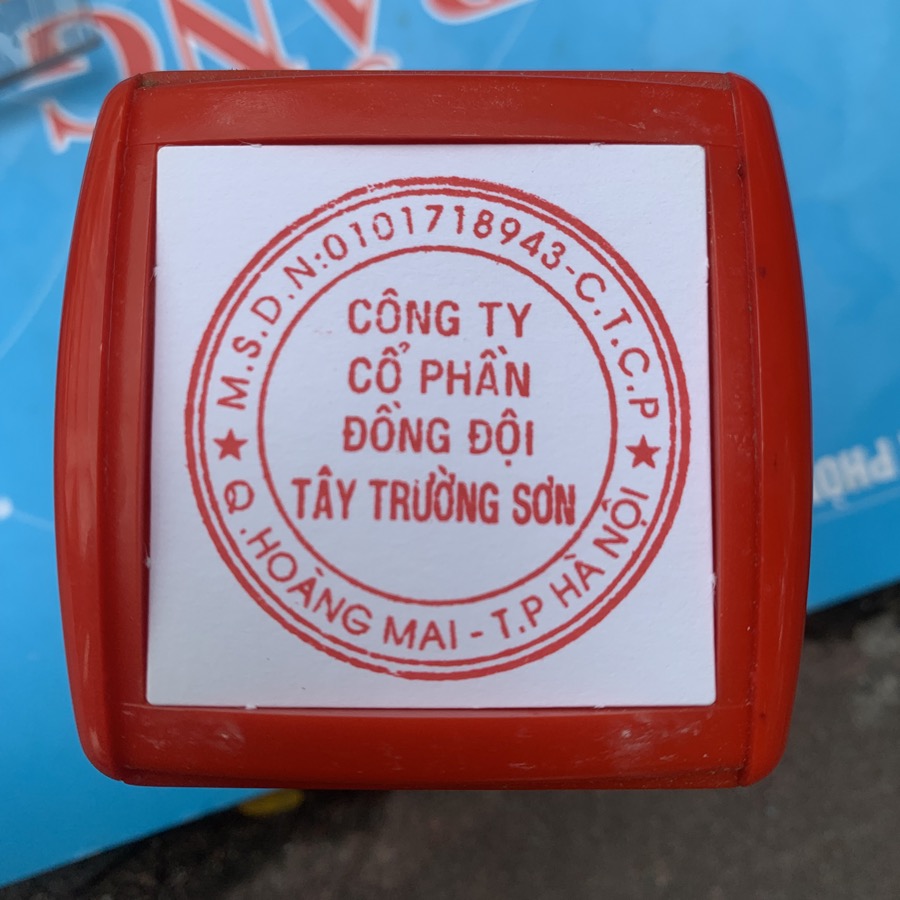 M.S.D.N:0101718943-C.T.C.P
CÔNG TY
CỔ PHẦN
ĐỒNG ĐỘI
TÂY TRƯỜNG SƠN
★ Q.HOÀNG MAI - T.P HÀ NỘI ★